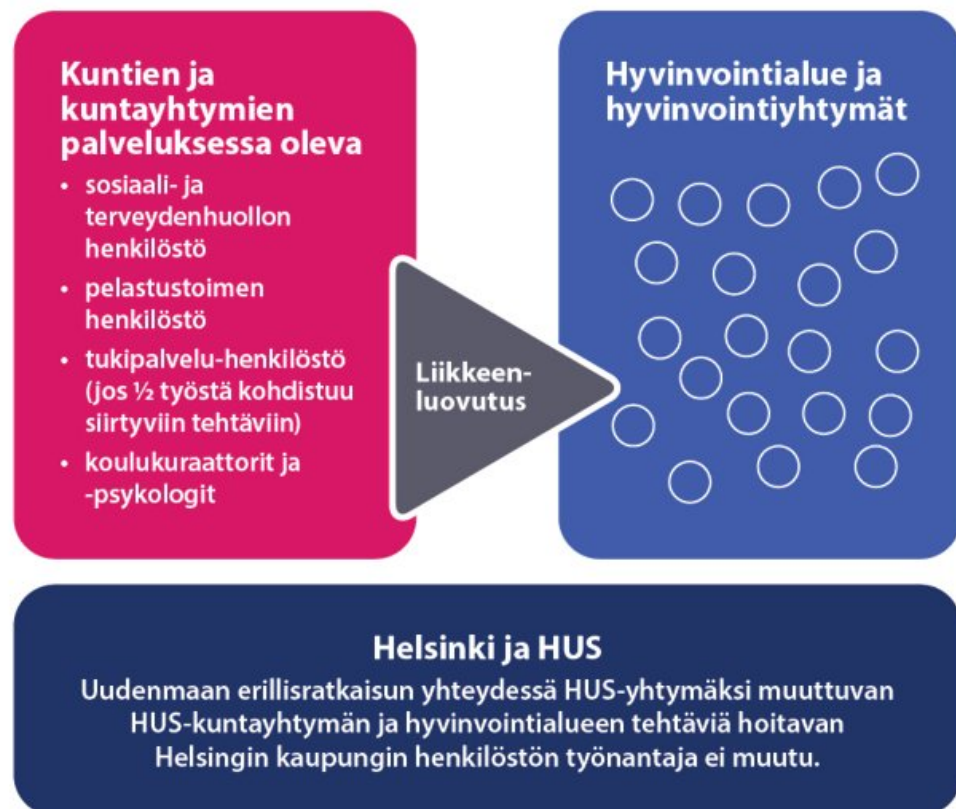 Kuntien ja
kuntayhtymien
palveluksessa oleva
• sosiaali- ja
terveydenhuollon
henkilöstö
• pelastustoimen
henkilöstö
• tukipalvelu-henkilöstö
(jos ½ työstä kohdistuu
siirtyviin tehtäviin)
• koulukuraattorit ja
-psykologit
Liikkeen-
luovutus
Hyvinvointialue ja
hyvinvointiyhtymät
Helsinki ja HUS
Uudenmaan erillisratkaisun yhteydessä HUS-yhtymäksi muuttuvan
HUS-kuntayhtymän ja hyvinvointialueen tehtäviä hoitavan
Helsingin kaupungin henkilöstön työnantaja ei muutu.